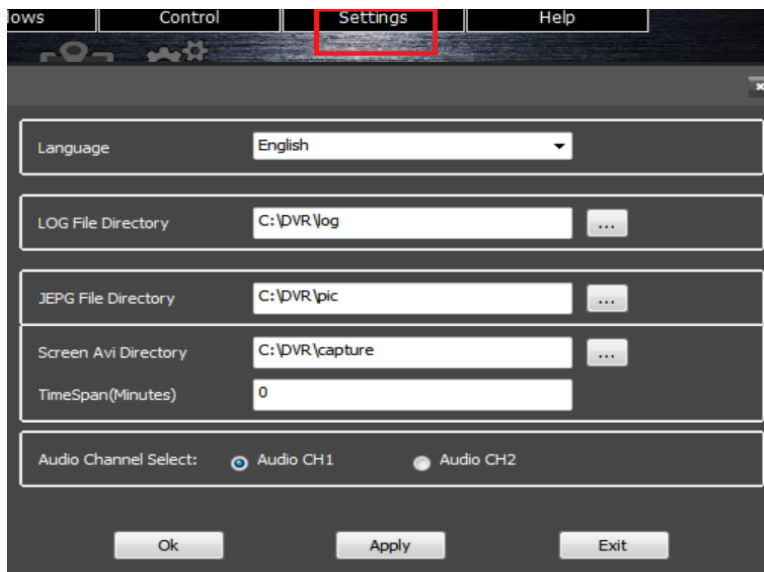 lows Control Settings Help
Language English
LOG File Directory C:\DVR\log ...
JEPG File Directory C:\DVR\pic ...
Screen Avi Directory C:\DVR\capture ...
TimeSpan(Minutes) 0
Audio Channel Select: Audio CH1 Audio CH2
Ok Apply Exit